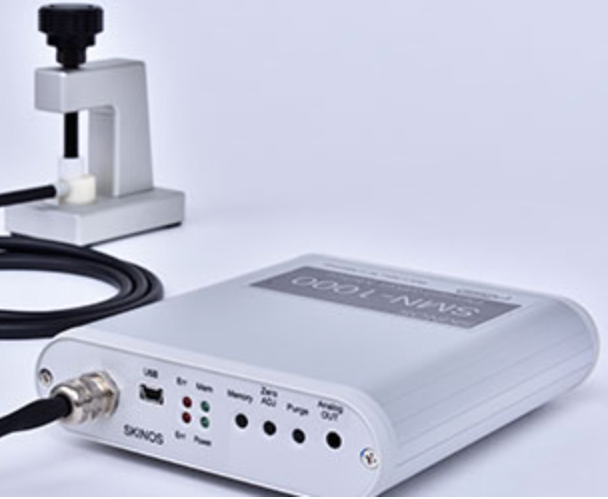 SMN-1000
USB
Err Mem
Memory
Zero
ADJ
Purge
Analog
OUT
SKINOS
Err Power